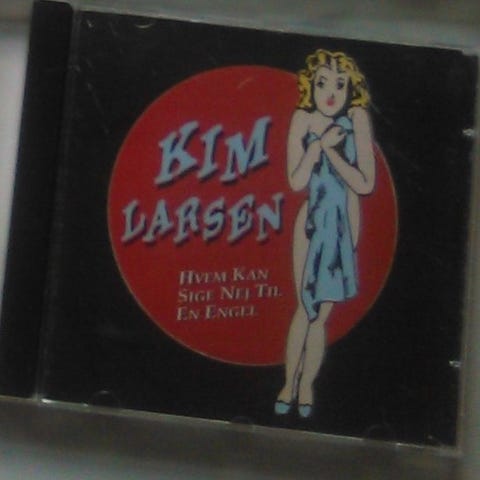 KIM
LARSEN
HVEM KAN
SIGE NEJ TIL
EN ENGEL